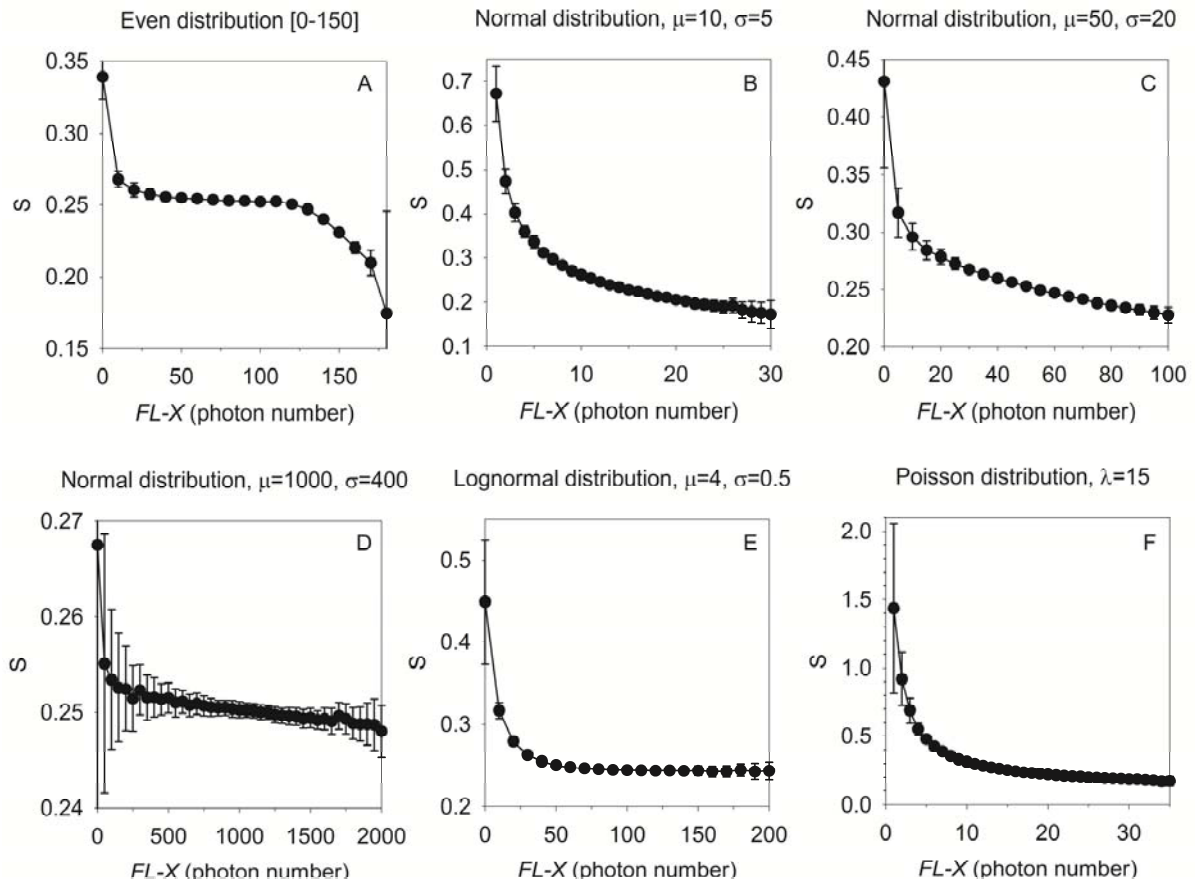 Even distribution [0-150]
Normal distribution, μ=10, σ=5
Normal distribution, μ=50, σ=20
0.35
0.30
0.25
0.20
0.15
S
A
0
50
100
150
FL-X (photon number)
0.7
0.6
0.5
0.4
0.3
0.2
0.1
S
B
0
10
20
30
FL-X (photon number)
0.45
0.40
0.35
0.30
0.25
0.20
S
C
0
20
40
60
80
100
FL-X (photon number)
Normal distribution, μ=1000, σ=400
Lognormal distribution, μ=4, σ=0.5
Poisson distribution, λ=15
0.27
0.26
0.25
0.24
S
D
0
500
1000
1500
2000
FL-X (photon number)
0.5
0.4
0.3
0.2
S
E
0
50
100
150
200
FL-X (photon number)
2.0
1.5
1.0
0.5
0.0
S
F
0
10
20
30
FL-X (photon number)